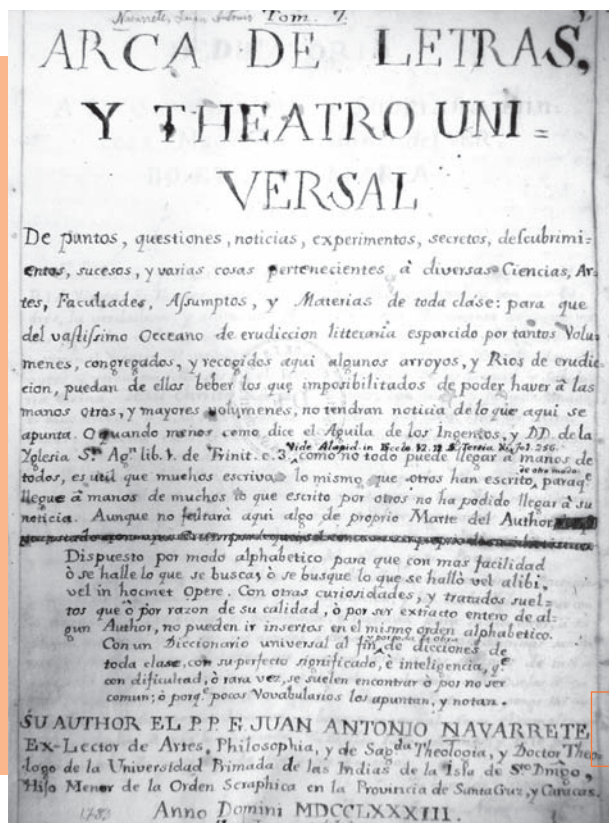 Navarrete, Juan Antonio Tom. 7.
ARCA DE LETRAS,
Y THEATRO UNI=
VERSAL
De puntos, questiones, noticias, experimentos, secretos, descubrimi=
entos, sucesos, y varias cosas pertenecientes à diversas Ciencias, Ar=
tes, Facultades, Assumptos, y Materias de toda clase: para que
del vastissimo Occeano de erudiccion litteraria esparcido por tantos Volu=
menes, congregados, y recogidos aqui algunos arroyos, y Rios de erudic=
cion, puedan de ellos beber los que imposibilitados de poder haver à las
manos otros, y mayores volumenes, no tendran noticia de lo que aqui se
apunta. O quando menos como dice el Aguila de los Ingenios, y DD. de la
Vide Alapid. in
Yglesia Sn. Agn. lib. 1. de Trinit. c. 3., como no todo puede llegar à manos de
de otro modo
todos, es util que muchos escrivan lo mismo que otros han escrito, paraqe
llegue à manos de muchos lo que escrito por otros no ha podido llegar à su
noticia. Aunque no faltarà aqui algo de proprio Marte del Author
Dispuesto por modo alphabetico para que con mas facilidad
ò se halle lo que se busca, ò se busque lo que se hallò vel alibi,
vel in hocmet Opere. Con otras curiosidades, y tratados suel=
tos que ò por razon de su calidad, ò por ser extracto entero de al=
gun Author, no pueden ir insertos en el mismo orden alphabetico.
Con un Diccionario universal al fin de dicciones de
toda clase, con su perfecto significado, è inteligencia, q.e
con dificultad, ò rara vez, se suelen encontrar ò por no ser
comun; ò porq.e pocos Vovabularios los apuntan, y notan.
SU AUTHOR EL P. P. F. JUAN ANTONIO NAVARRETE
Ex-Lector de Artes, Philosophia, y de Sagda Theologia, y Doctor Theo=
logo de la Universidad Primada de las Indias de la Isla de Sto Dmgo,
Hijo Menor de la Orden Seraphica en la Provincia de Santa Cruz, y Caracas.
1783 Anno Domini MDCCLXXXIII.